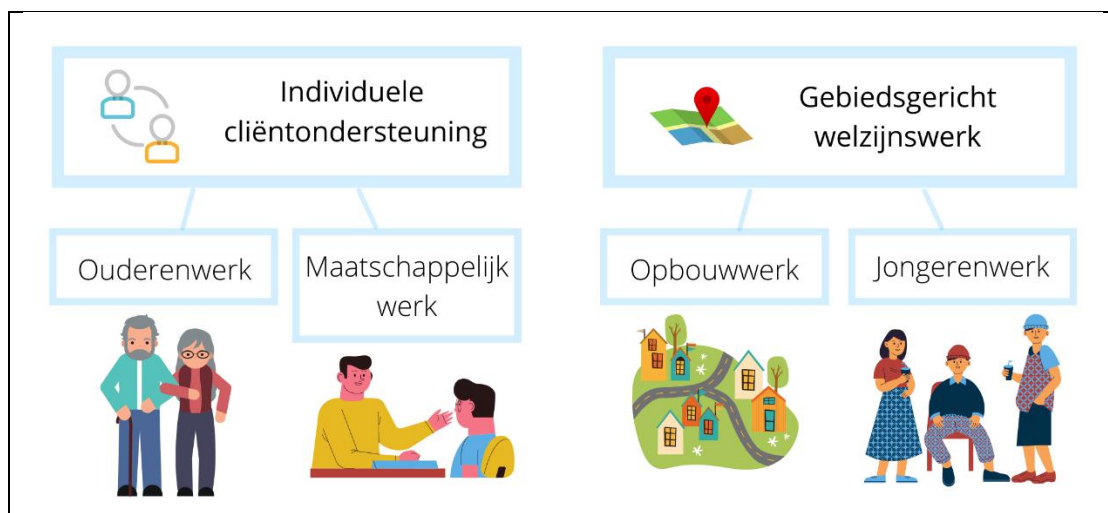 Individuele
cliëntondersteuning
Ouderenwerk
Maatschappelijk
werk
Gebiedsgericht
welzijnswerk
Opbouwwerk
Jongerenwerk